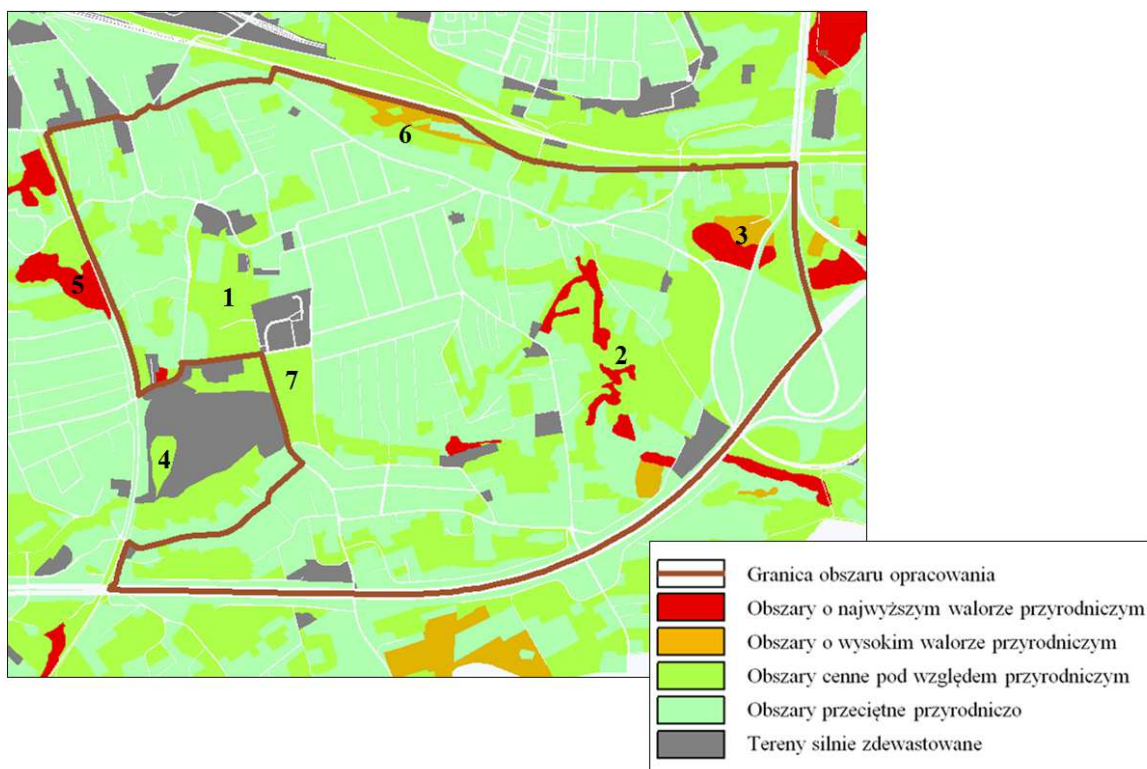 6
3
5
1
2
7
4
Granica obszaru opracowania
Obszary o najwyższym walorze przyrodniczym
Obszary o wysokim walorze przyrodniczym
Obszary cenne pod względem przyrodniczym
Obszary przeciętne przyrodniczo
Tereny silnie zdewastowane